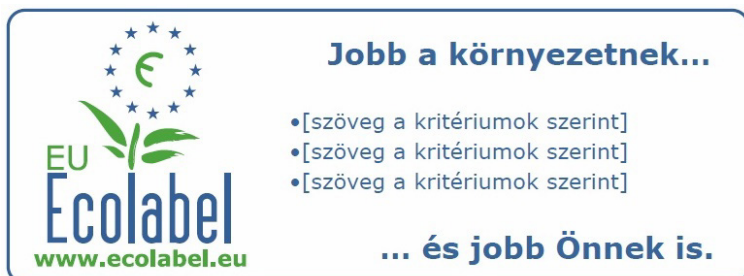 Jobb a környezetnek...
•[szöveg a kritériumok szerint]
•[szöveg a kritériumok szerint]
•[szöveg a kritériumok szerint]
... és jobb Önnek is.
EU
Ecolabel
www.ecolabel.eu